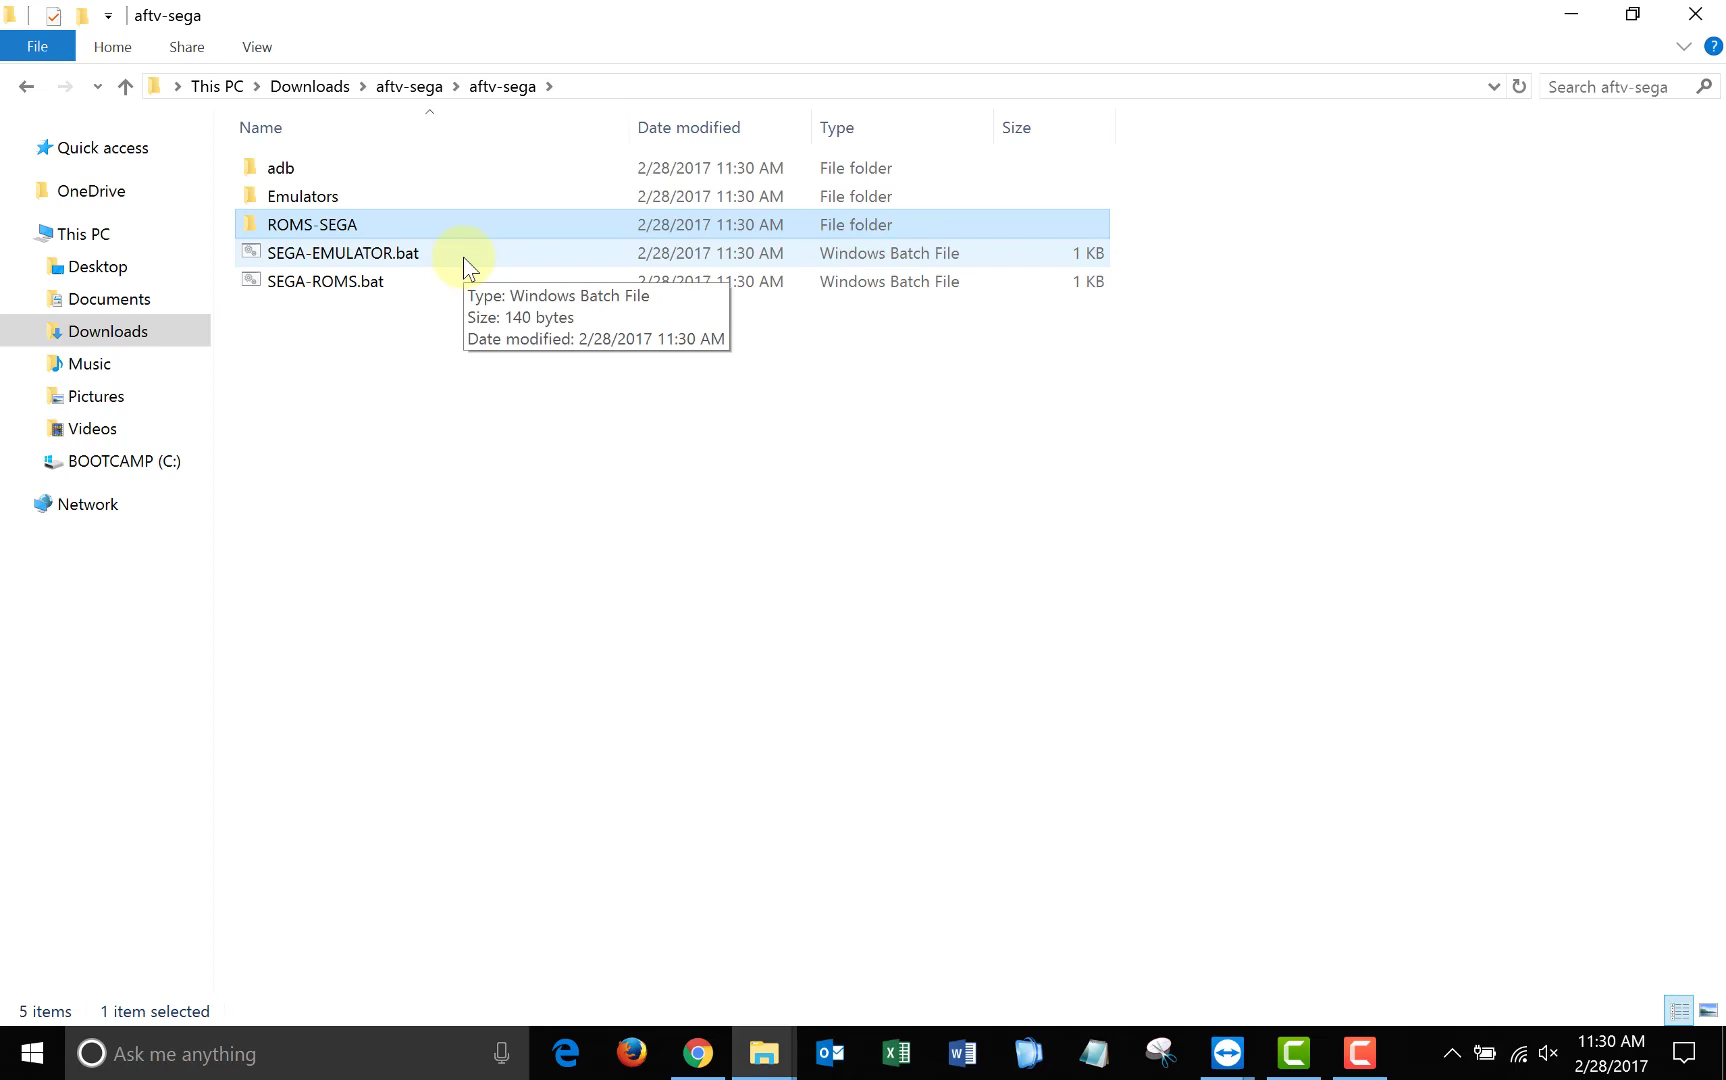 aftv-sega
File Home Share View
This PC Downloads aftv-sega aftv-sega
Search aftv-sega
Name Date modified Type Size
Quick access
OneDrive
This PC
Desktop
Documents
Downloads
Music
Pictures
Videos
BOOTCAMP (C:)
Network
adb 2/28/2017 11:30 AM File folder
Emulators 2/28/2017 11:30 AM File folder
ROMS-SEGA 2/28/2017 11:30 AM File folder
SEGA-EMULATOR.bat 2/28/2017 11:30 AM Windows Batch File 1 KB
SEGA-ROMS.bat 2/28/2017 11:30 AM Windows Batch File 1 KB
Type: Windows Batch File
Size: 140 bytes
Date modified: 2/28/2017 11:30 AM
5 items 1 item selected
Ask me anything
11:30 AM
2/28/2017